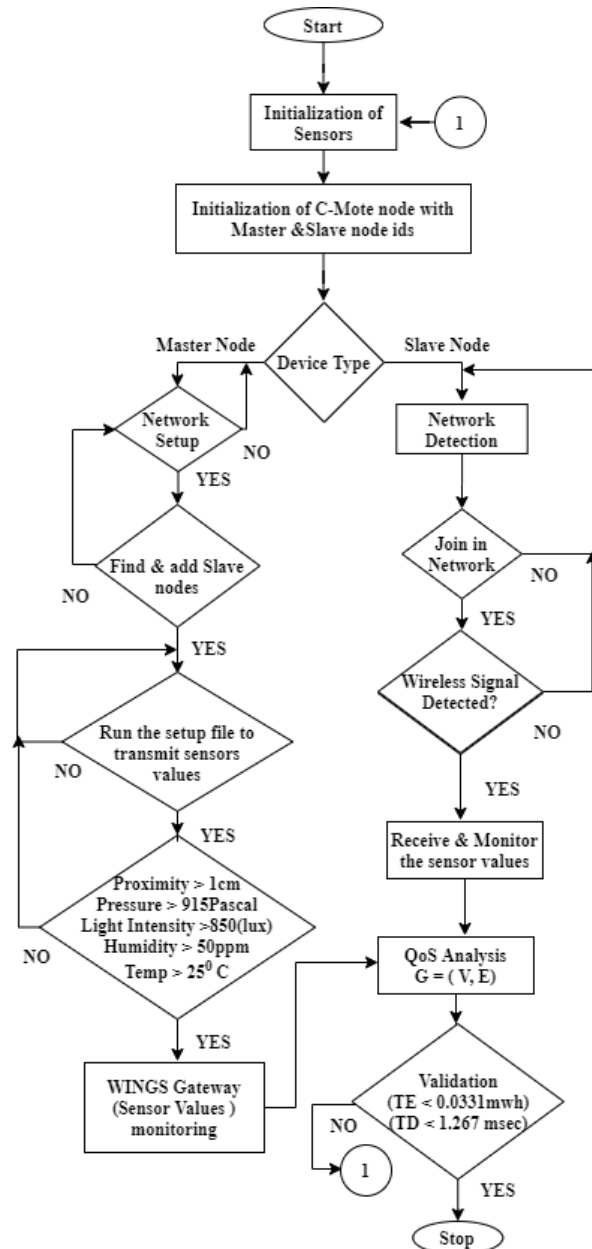 Start
Initialization of
Sensors
1
Initialization of C-Mote node with
Master &Slave node ids
Master Node
Device Type
Slave Node
Network
Setup
NO
YES
Find & add Slave
nodes
NO
YES
Run the setup file to
transmit sensors
values
NO
YES
Proximity > 1cm
Pressure > 915Pascal
Light Intensity >850(lux)
Humidity > 50ppm
Temp > 25⁰ C
NO
YES
WINGS Gateway
(Sensor Values )
monitoring
Network
Detection
Join in
Network
NO
YES
Wireless Signal
Detected?
NO
YES
Receive & Monitor
the sensor values
QoS Analysis
G = ( V, E)
Validation
(TE < 0.0331mwh)
(TD < 1.267 msec)
NO
1
YES
Stop